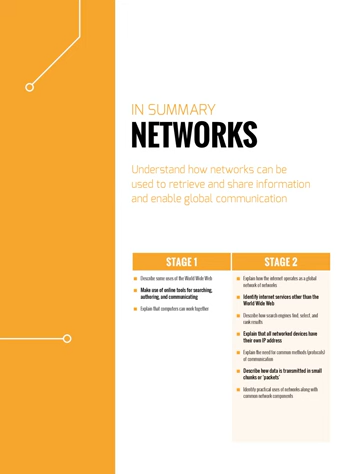 IN SUMMARY
NETWORKS
Understand how networks can be
used to retrieve and share information
and enable global communication
STAGE 1
Describe some uses of the World Wide Web
Make use of online tools for searching,
authoring, and communicating
Explain that computers can work together
STAGE 2
Explain how the internet operates as a global
network of networks
Identify internet services other than the
World Wide Web
Describe how search engines find, select, and
rank results
Explain that all networked devices have
their own IP address
Explain the need for common methods (protocols)
of communication
Describe how data is transmitted in small
chunks or 'packets'
Identify practical uses of networks along with
common network components